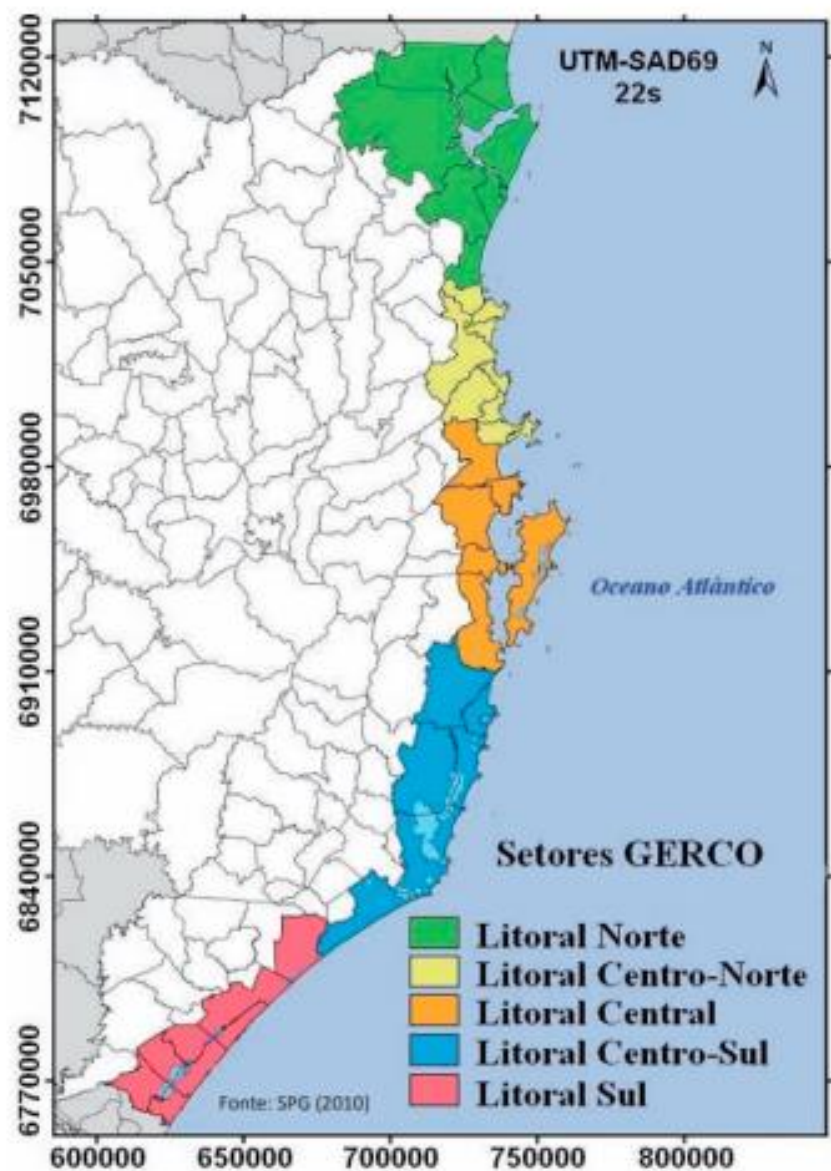 UTM-SAD69
22s
N
7120000
7050000
6980000
6910000
6840000
6770000
Oceano Atlântico
Setores GERCO
Litoral Norte
Litoral Centro-Norte
Litoral Central
Litoral Centro-Sul
Litoral Sul
Fonte: SPG (2010)
600000 650000 700000 750000 800000